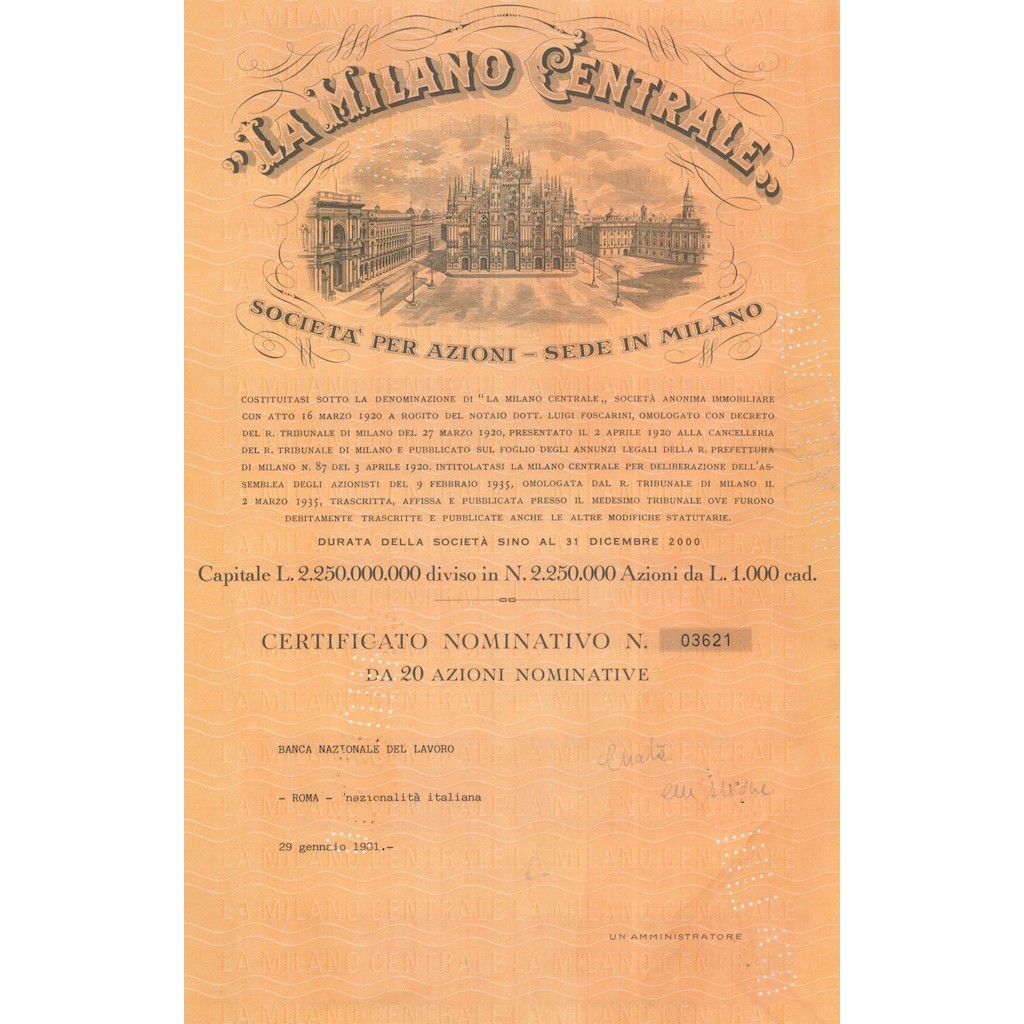 „LA MILANO CENTRALE„
SOCIETA' PER AZIONI – SEDE IN MILANO
COSTITUITASI SOTTO LA DENOMINAZIONE DI “LA MILANO CENTRALE„ SOCIETÀ ANONIMA IMMOBILIARE
CON ATTO 16 MARZO 1920 A ROGITO DEL NOTAIO DOTT. LUIGI FOSCARINI, OMOLOGATO CON DECRETO
DEL R. TRIBUNALE DI MILANO DEL 27 MARZO 1920, PRESENTATO IL 2 APRILE 1920 ALLA CANCELLERIA
DEL R. TRIBUNALE DI MILANO E PUBBLICATO SUL FOGLIO DEGLI ANNUNZI LEGALI DELLA R. PREFETTURA
DI MILANO N. 87 DEL 3 APRILE 1920. INTITOLATASI LA MILANO CENTRALE PER DELIBERAZIONE DELL'AS-
SEMBLEA DEGLI AZIONISTI DEL 9 FEBBRAIO 1935, OMOLOGATA DAL R. TRIBUNALE DI MILANO IL
2 MARZO 1935, TRASCRITTA, AFFISSA E PUBBLICATA PRESSO IL MEDESIMO TRIBUNALE OVE FURONO
DEBITAMENTE TRASCRITTE E PUBBLICATE ANCHE LE ALTRE MODIFICHE STATUTARIE.
DURATA DELLA SOCIETÀ SINO AL 31 DICEMBRE 2000
Capitale L. 2.250.000.000 diviso in N. 2.250.000 Azioni da L. 1.000 cad.
CERTIFICATO NOMINATIVO N. 03621
DA 20 AZIONI NOMINATIVE
BANCA NAZIONALE DEL LAVORO
- ROMA - nazionalità italiana
29 gennaio
UN AMMINISTRATORE